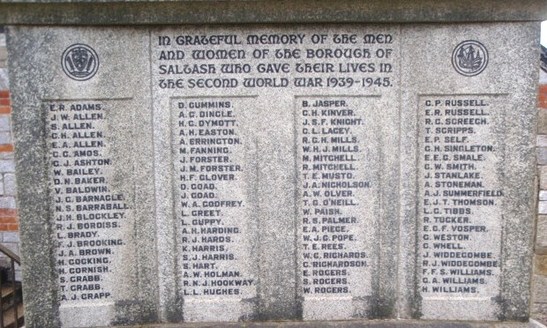 IN GRATEFUL MEMORY OF THE MEN
AND WOMEN OF THE BOROUGH OF
SALTASH WHO GAVE THEIR LIVES IN
THE SECOND WORLD WAR 1939-1945.
E.R. ADAMS.
J.W. ALLEN.
S. ALLEN.
C.H. ALLEN.
E.A. ALLEN.
C.C. AMOS.
C.J. ASHTON.
W. BAILEY.
D.N. BAKER.
V. BALDWIN.
J.C. BARNACLE.
N.S. BARRABALL.
J.H. BLOCKLEY.
R.J. BORDISS.
L. BRADY.
F.J. BROOKING.
J.A. BROWN.
H. COCKING.
H. CORNISH.
S. CRABB.
T. CRABB.
A.J. CRAPP.
D. CUMMINS.
A.C. DINGLE.
H.C. DYMOTT.
A.H. EASTON.
A. ERRINGTON.
M. FANNING.
J. FORSTER.
J.M. FORSTER.
H.F. GLOVER.
D. GOAD.
J. GOAD.
W.A. GODFREY.
L. GREET.
L. GUPPY.
A.H. HARDING.
R.J. HARDS.
K. HARRIS.
S.J. HARRIS.
S. HART.
A.W. HOLMAN.
R.N.J. HOOKWAY.
L.L. HUGHES.
B. JASPER.
C.H. KINVER.
J.S.F. KNIGHT.
C.L. LACEY.
R.G.H. MILLS.
W.H.J. MILLS.
M. MITCHELL.
R. MITCHELL.
T.E. MUSTO.
J.A. NICHOLSON.
A.W. OLVER.
T.G. O'NEILL.
W. PAISH.
R.S. PALMER.
E.A. PIECE.
W.J.G. POPE.
T.E. REES.
W.G. RICHARDS.
C. RICHARDSON.
E. ROGERS.
S. ROGERS.
W. ROGERS.
C.P. RUSSELL.
E.R. RUSSELL.
R.C. SCREECH.
T. SCRIPPS.
E.P. SELF.
C.H. SINGLETON.
E.E.G. SMALE.
C.W. SMITH.
J. STANLAKE.
A. STONEMAN.
A.J. SUMMERFIELD.
E.J.T. THOMSON.
L.C. TIBBS.
R. TUCKER.
E.C.F. VOSPER.
G. WESTON.
C. WHELL.
J. WIDDECOMBE.
R.J. WIDDECOMBE
F.F.S. WILLIAMS.
G.A. WILLIAMS.
H. WILLIAMS.